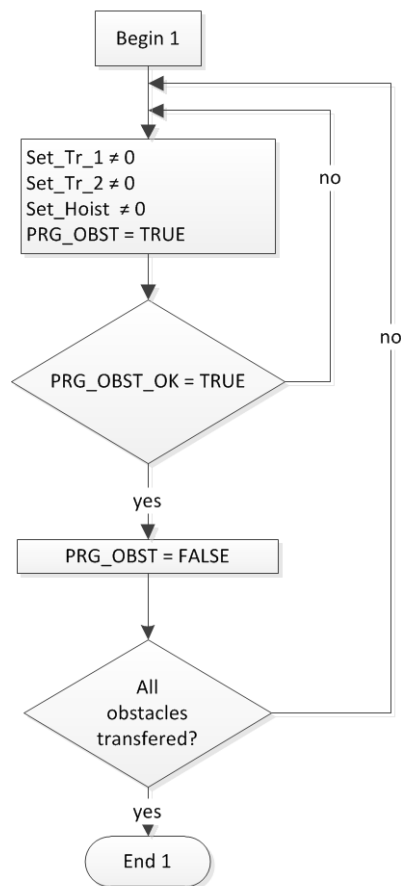 Begin 1
Set_Tr_1 ≠ 0
Set_Tr_2 ≠ 0
Set_Hoist ≠ 0
PRG_OBST = TRUE
no
no
PRG_OBST_OK = TRUE
yes
PRG_OBST = FALSE
All
obstacles
transfered?
yes
End 1